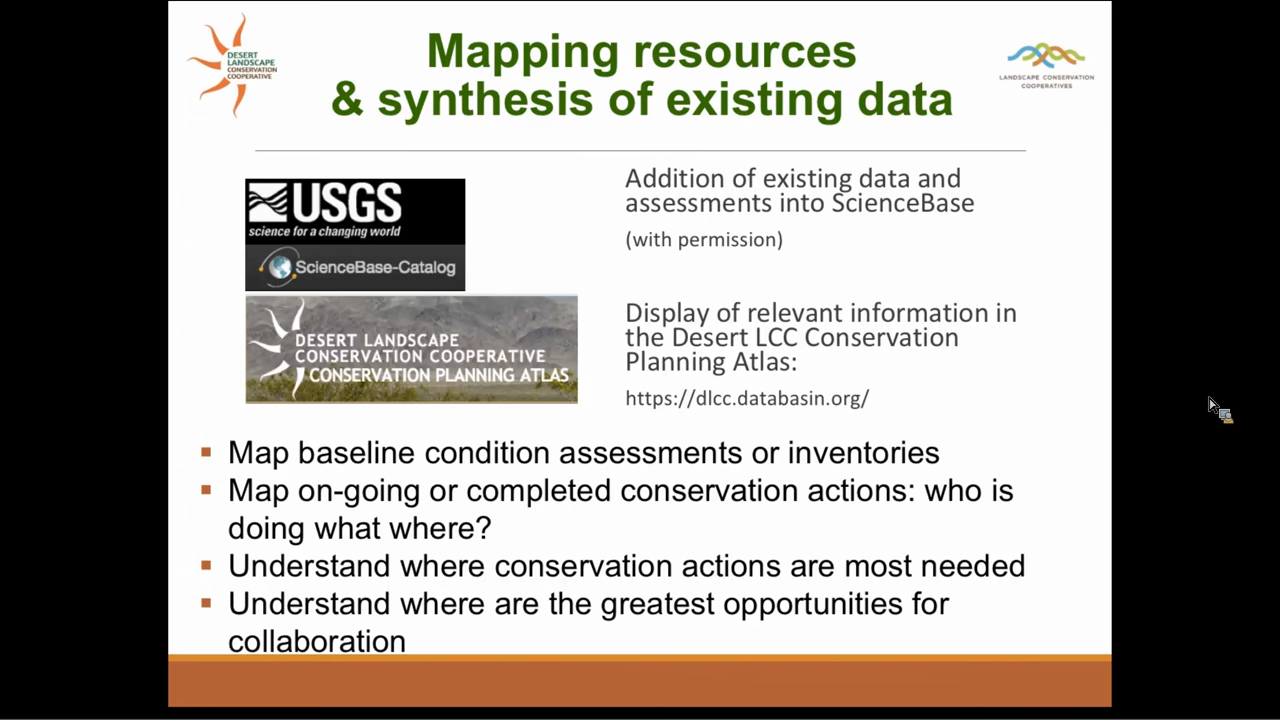 DESERT
LANDSCAPE
CONSERVATION
COOPERATIVE
Mapping resources
& synthesis of existing data
LANDSCAPE CONSERVATION
COOPERATIVES
USGS
science for a changing world
ScienceBase-Catalog
Addition of existing data and
assessments into ScienceBase
(with permission)
DESERT LANDSCAPE
CONSERVATION COOPERATIVE
CONSERVATION PLANNING ATLAS
Display of relevant information in
the Desert LCC Conservation
Planning Atlas:
https://dlcc.databasin.org/
▪ Map baseline condition assessments or inventories
▪ Map on-going or completed conservation actions: who is
doing what where?
▪ Understand where conservation actions are most needed
▪ Understand where are the greatest opportunities for
collaboration